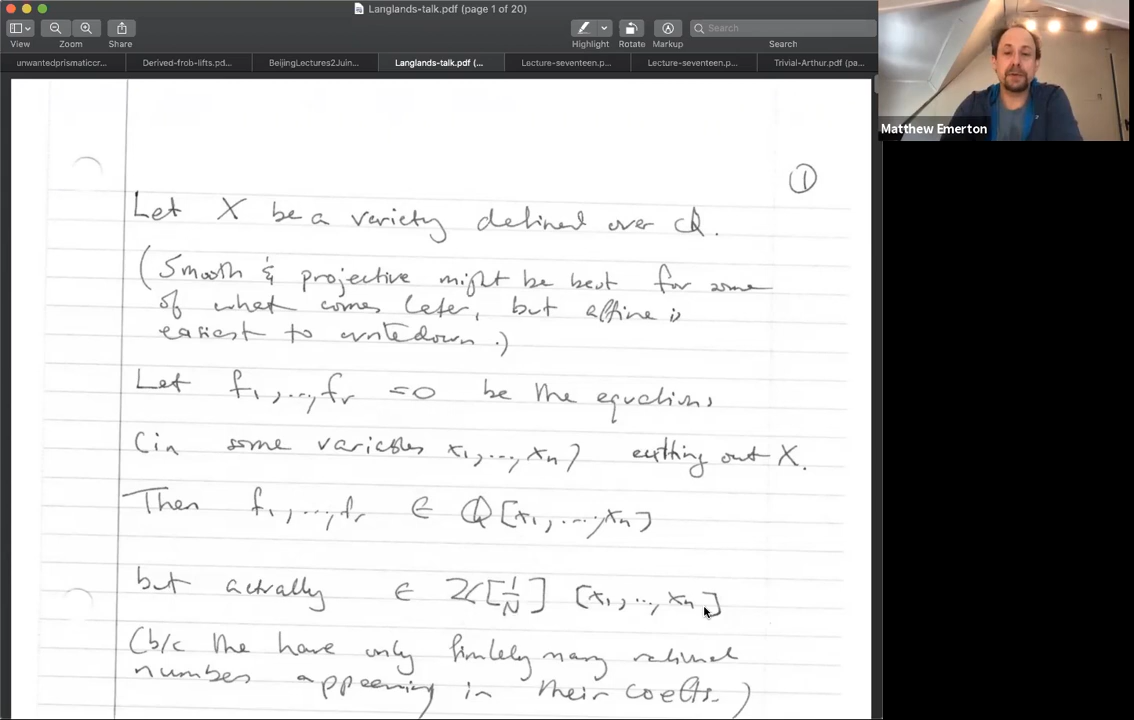 Langlands-talk.pdf (page 1 of 20)
View Zoom Share Highlight Rotate Markup Search
Search
unwantedprismaticcr...
Derived-frob-lifts.pd...
BeijingLectures2Juin...
Langlands-talk.pdf (...
Lecture-seventeen.p...
Lecture-seventeen.p...
Trivial-Arthur.pdf (pa...
Matthew Emerton
①
Let X be a variety defined over ℚ.
(Smooth & projective might be best for some
of what comes later, but affine is
easiest to write down.)
Let f₁,...,fᵣ =0 be the equations
(in some variables x₁,...,xₙ) cutting out X.
Then f₁,...,fᵣ ∈ ℚ[x₁,...,xₙ]
but actually ∈ ℤ[1/N] [x₁,..,xₙ]
(b/c the have only finitely many rational
numbers appearing in their coeffs.)